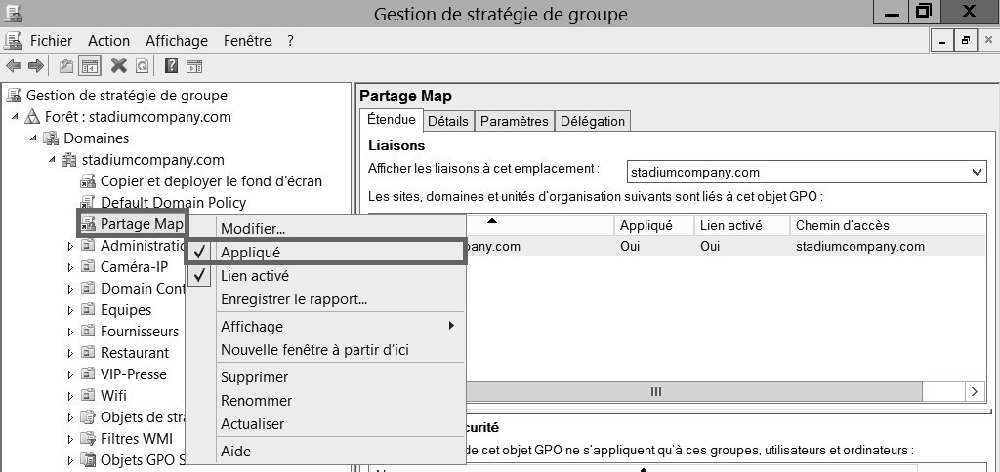 Gestion de stratégie de groupe
Fichier Action Affichage Fenêtre ?
Gestion de stratégie de groupe
Forêt : stadiumcompany.com
Domaines
stadiumcompany.com
Copier et deployer le fond d'écran
Default Domain Policy
Partage Map
Administratic
Caméra-IP
Domain Cont
Equipes
Fournisseurs
Restaurant
VIP-Presse
Wifi
Objets de stra
Filtres WMI
Objets GPO S
Modifier...
Appliqué
Lien activé
Enregistrer le rapport...
Affichage
Nouvelle fenêtre à partir d'ici
Supprimer
Renommer
Actualiser
Aide
Partage Map
Étendue Détails Paramètres Délégation
Liaisons
Afficher les liaisons à cet emplacement : stadiumcompany.com
Les sites, domaines et unités d'organisation suivants sont liés à cet objet GPO :
Appliqué Lien activé Chemin d'accès
pany.com Oui Oui stadiumcompany.com
curité
de cet objet GPO ne s'appliquent qu'à ces groupes, utilisateurs et ordinateurs :